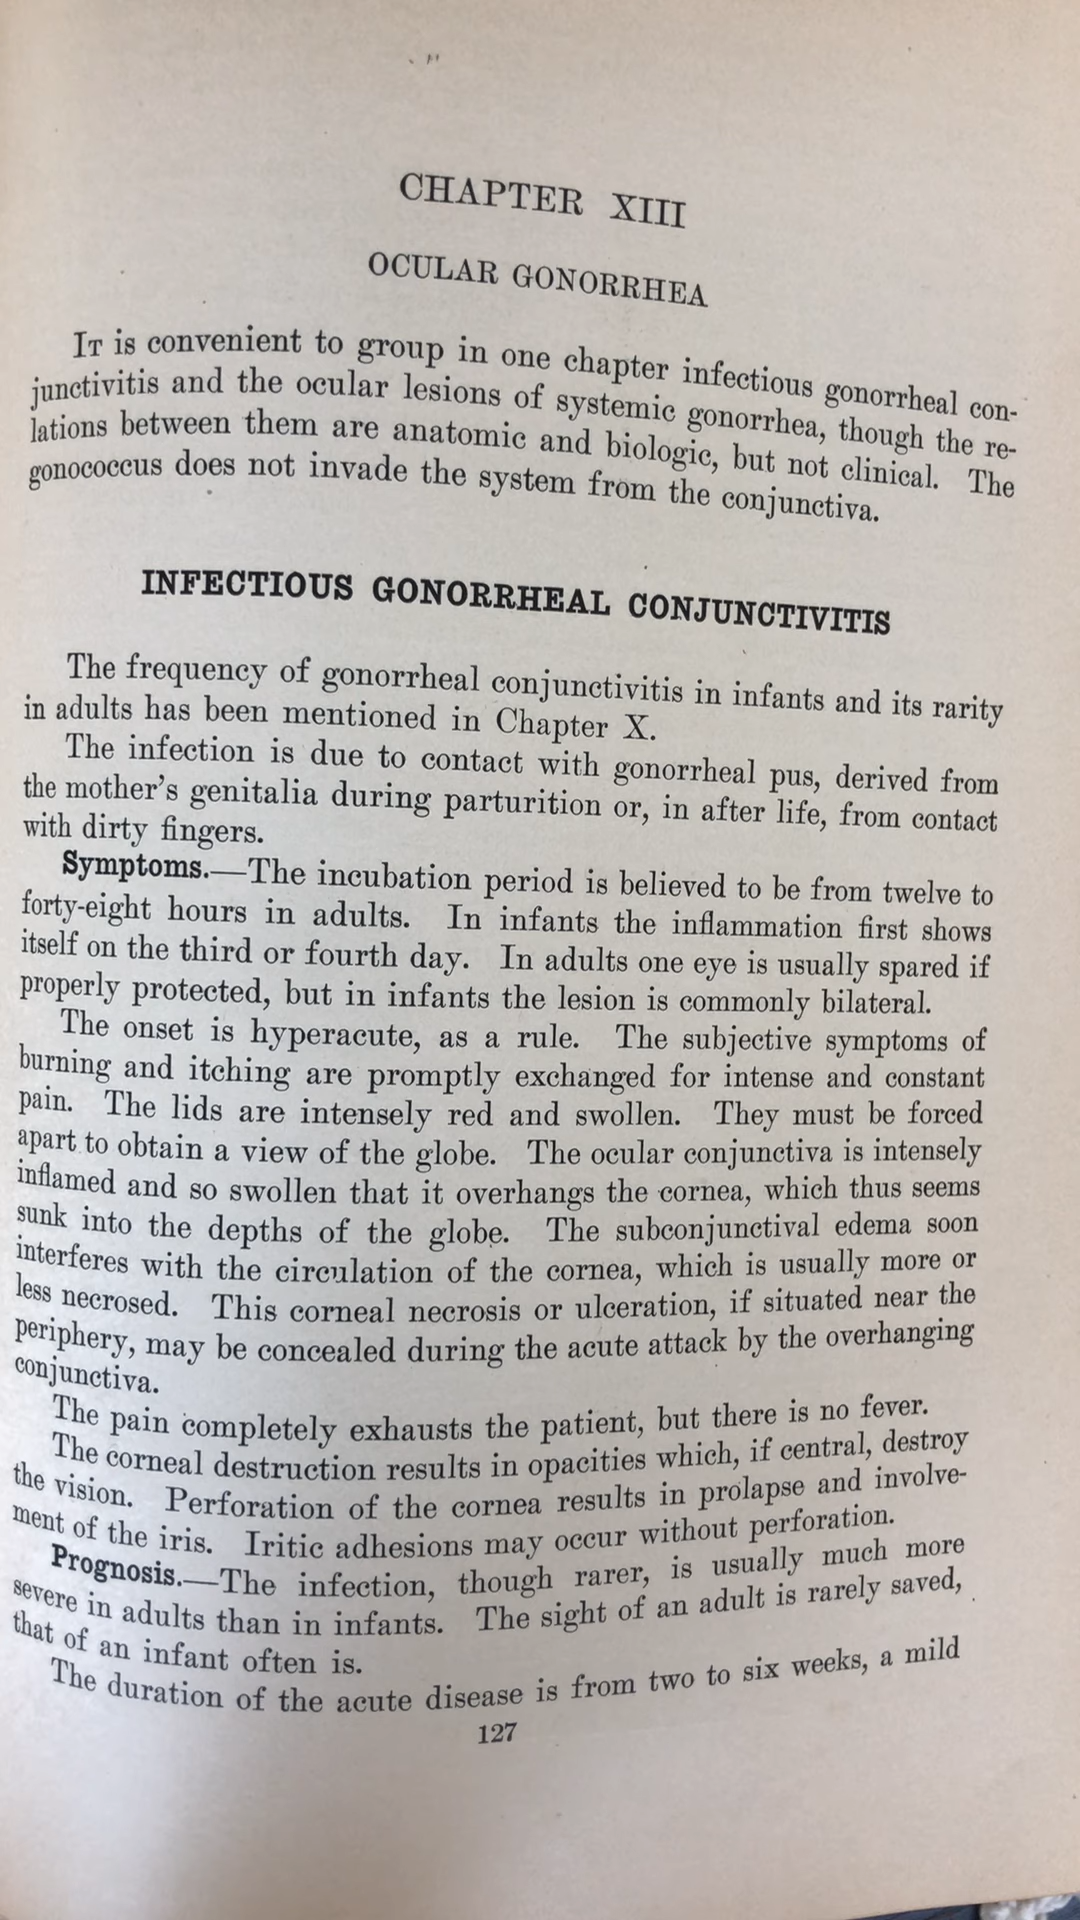 CHAPTER XIII
OCULAR GONORRHEA
IT is convenient to group in one chapter infectious gonorrheal con-
junctivitis and the ocular lesions of systemic gonorrhea, though the re-
lations between them are anatomic and biologic, but not clinical. The
gonococcus does not invade the system from the conjunctiva.
INFECTIOUS GONORRHEAL CONJUNCTIVITIS
The frequency of gonorrheal conjunctivitis in infants and its rarity
in adults has been mentioned in Chapter X.
The infection is due to contact with gonorrheal pus, derived from
the mother's genitalia during parturition or, in after life, from contact
with dirty fingers.
Symptoms.—The incubation period is believed to be from twelve to
forty-eight hours in adults. In infants the inflammation first shows
itself on the third or fourth day. In adults one eye is usually spared if
properly protected, but in infants the lesion is commonly bilateral.
The onset is hyperacute, as a rule. The subjective symptoms of
burning and itching are promptly exchanged for intense and constant
pain. The lids are intensely red and swollen. They must be forced
apart to obtain a view of the globe. The ocular conjunctiva is intensely
inflamed and so swollen that it overhangs the cornea, which thus seems
sunk into the depths of the globe. The subconjunctival edema soon
interferes with the circulation of the cornea, which is usually more or
less necrosed. This corneal necrosis or ulceration, if situated near the
periphery, may be concealed during the acute attack by the overhanging
conjunctiva.
The pain completely exhausts the patient, but there is no fever.
The corneal destruction results in opacities which, if central, destroy
the vision. Perforation of the cornea results in prolapse and involve-
ment of the iris. Iritic adhesions may occur without perforation.
Prognosis.—The infection, though rarer, is usually much more
severe in adults than in infants. The sight of an adult is rarely saved,
that of an infant often is.
The duration of the acute disease is from two to six weeks, a mild
127